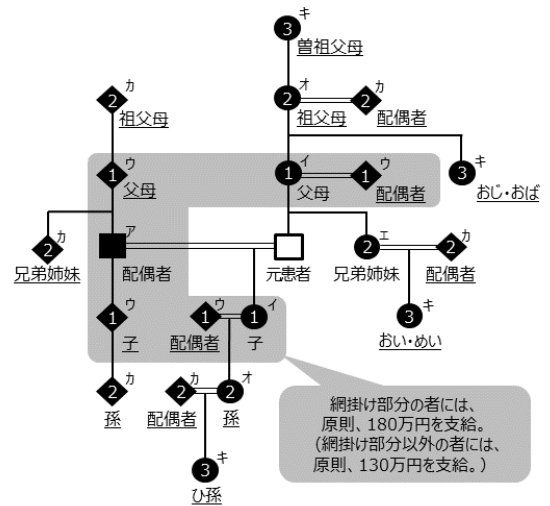 キ
3
曽祖父母
カ
2
祖父母
オ
2
祖父母
カ
2
配偶者
ウ
1
父母
イ
1
父母
ウ
1
配偶者
キ
3
おじ・おば
カ
2
兄弟姉妹
ア
配偶者
元患者
エ
2
兄弟姉妹
カ
2
配偶者
ウ
1
子
ウ
1
配偶者
イ
1
子
キ
3
おい・めい
カ
2
孫
カ
2
配偶者
オ
2
孫
キ
3
ひ孫
網掛け部分の者には、
原則、180万円を支給。
(網掛け部分以外の者には、
原則、130万円を支給。)